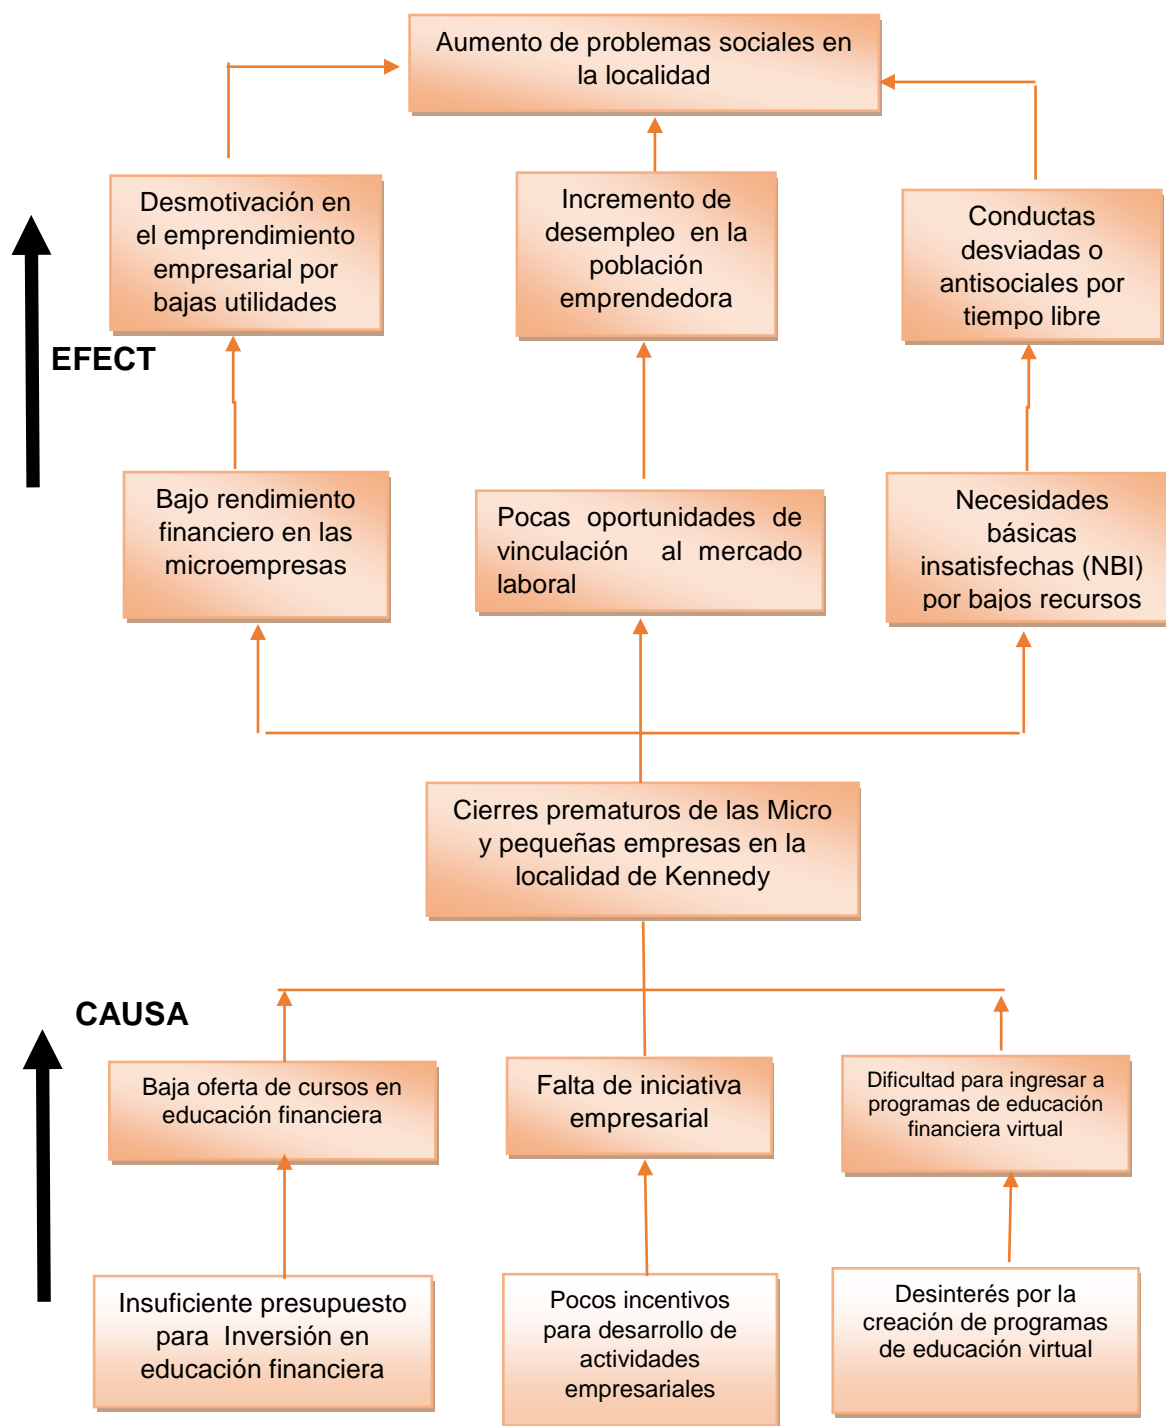 Aumento de problemas sociales en
la localidad
Desmotivación en
el emprendimiento
empresarial por
bajas utilidades
Incremento de
desempleo en la
población
emprendedora
Conductas
desviadas o
antisociales por
tiempo libre
EFECT
Bajo rendimiento
financiero en las
microempresas
Pocas oportunidades de
vinculación al mercado
laboral
Necesidades
básicas
insatisfechas (NBI)
por bajos recursos
Cierres prematuros de las Micro
y pequeñas empresas en la
localidad de Kennedy
CAUSA
Baja oferta de cursos en
educación financiera
Falta de iniciativa
empresarial
Dificultad para ingresar a
programas de educación
financiera virtual
Insuficiente presupuesto
para Inversión en
educación financiera
Pocos incentivos
para desarrollo de
actividades
empresariales
Desinterés por la
creación de programas
de educación virtual